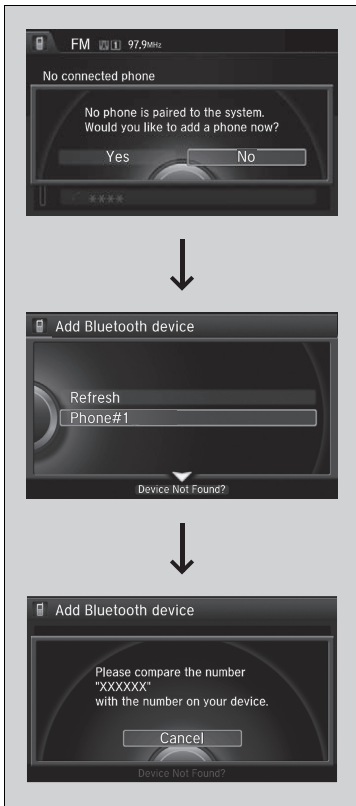 FM 1 97.9MHz
No connected phone
No phone is paired to the system.
Would you like to add a phone now?
Yes No
****
Add Bluetooth device
Refresh
Phone#1
Device Not Found?
Add Bluetooth device
Please compare the number
"XXXXXX"
with the number on your device.
Cancel
Device Not Found?